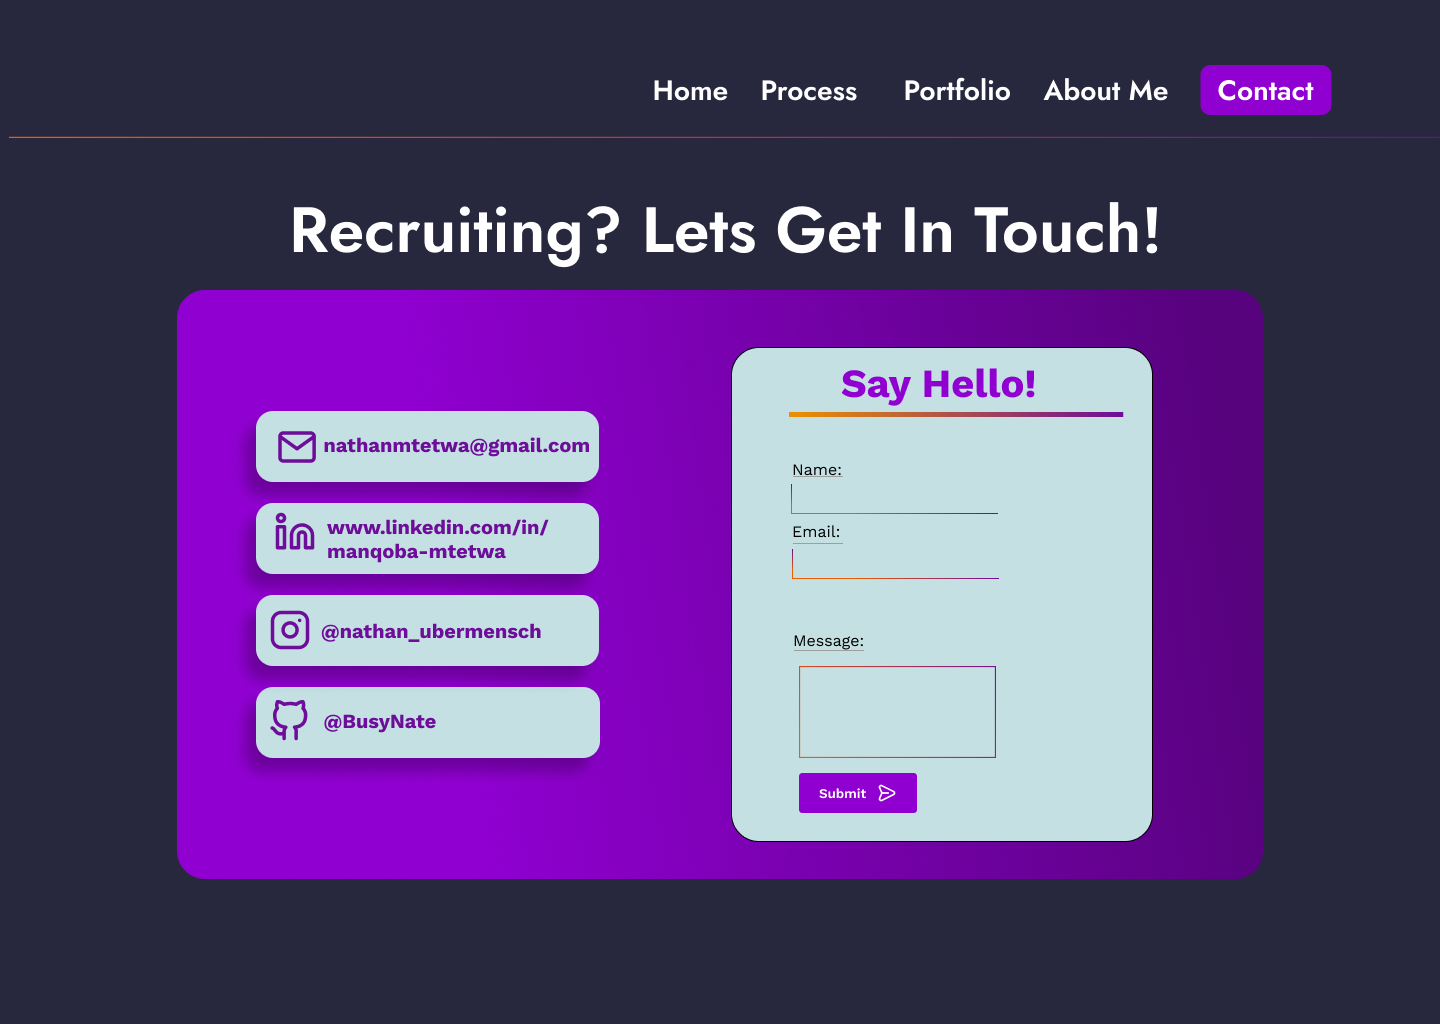 Home Process Portfolio About Me Contact
Recruiting? Lets Get In Touch!
nathanmtetwa@gmail.com
www.linkedin.com/in/
manqoba-mtetwa
@nathan_ubermensch
@BusyNate
Say Hello!
Name:
Email:
Message:
Submit